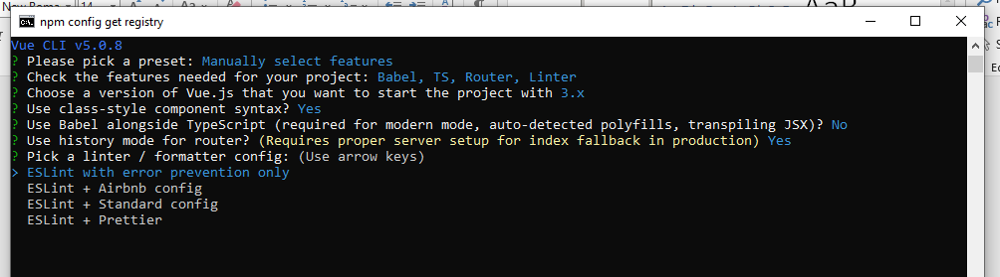 npm config get registry
Vue CLI v5.0.8
? Please pick a preset: Manually select features
? Check the features needed for your project: Babel, TS, Router, Linter
? Choose a version of Vue.js that you want to start the project with 3.x
? Use class-style component syntax? Yes
? Use Babel alongside TypeScript (required for modern mode, auto-detected polyfills, transpiling JSX)? No
? Use history mode for router? (Requires proper server setup for index fallback in production) Yes
? Pick a linter / formatter config: (Use arrow keys)
> ESLint with error prevention only
ESLint + Airbnb config
ESLint + Standard config
ESLint + Prettier